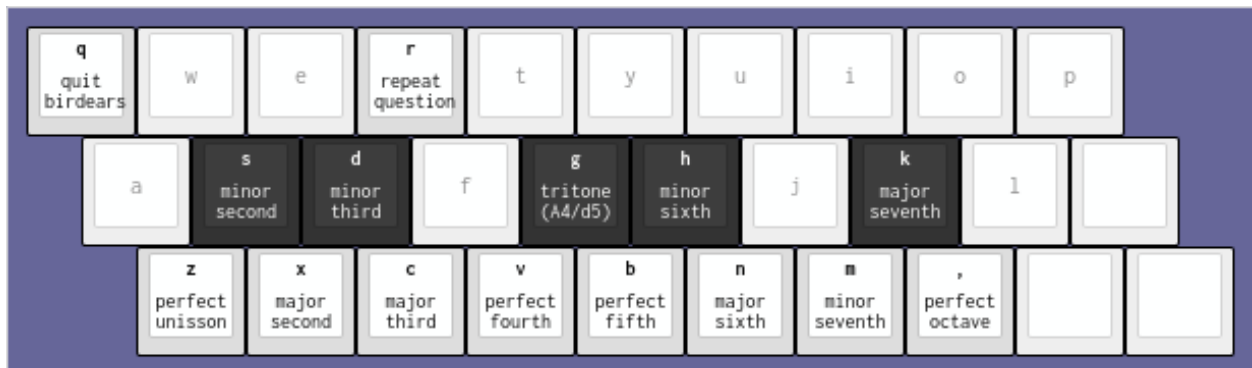 q w e r t y u i o p
quit repeat
birdears question
a s d f g h j k l
minor minor tritone minor major
second third (A4/d5) sixth seventh
z x c v b n m ,
perfect major major perfect perfect major minor perfect
unisson second third fourth fifth sixth seventh octave